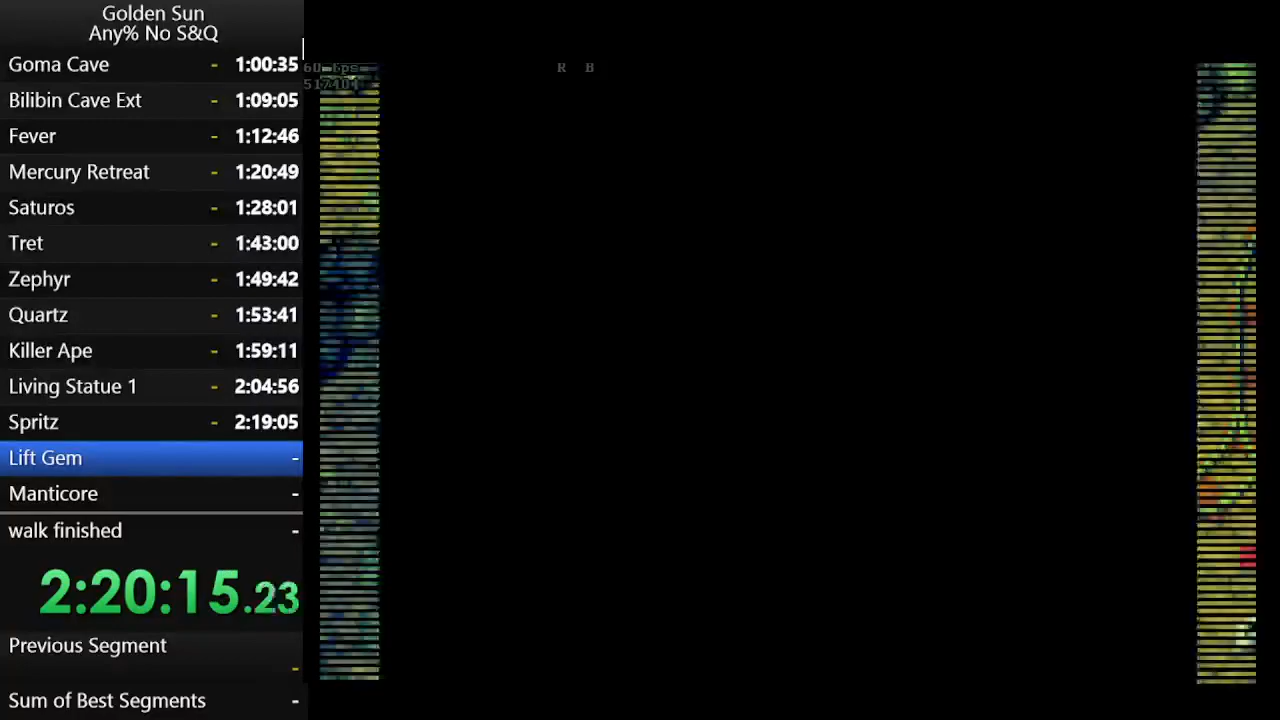 Golden Sun
Any% No S&Q
Goma Cave - 1:00:35
Bilibin Cave Ext - 1:09:05
Fever - 1:12:46
Mercury Retreat - 1:20:49
Saturos - 1:28:01
Tret - 1:43:00
Zephyr - 1:49:42
Quartz - 1:53:41
Killer Ape - 1:59:11
Living Statue 1 - 2:04:56
Spritz - 2:19:05
Lift Gem -
Manticore -
walk finished -
2:20:15.23
Previous Segment
-
Sum of Best Segments -
60 fps
R B
517404